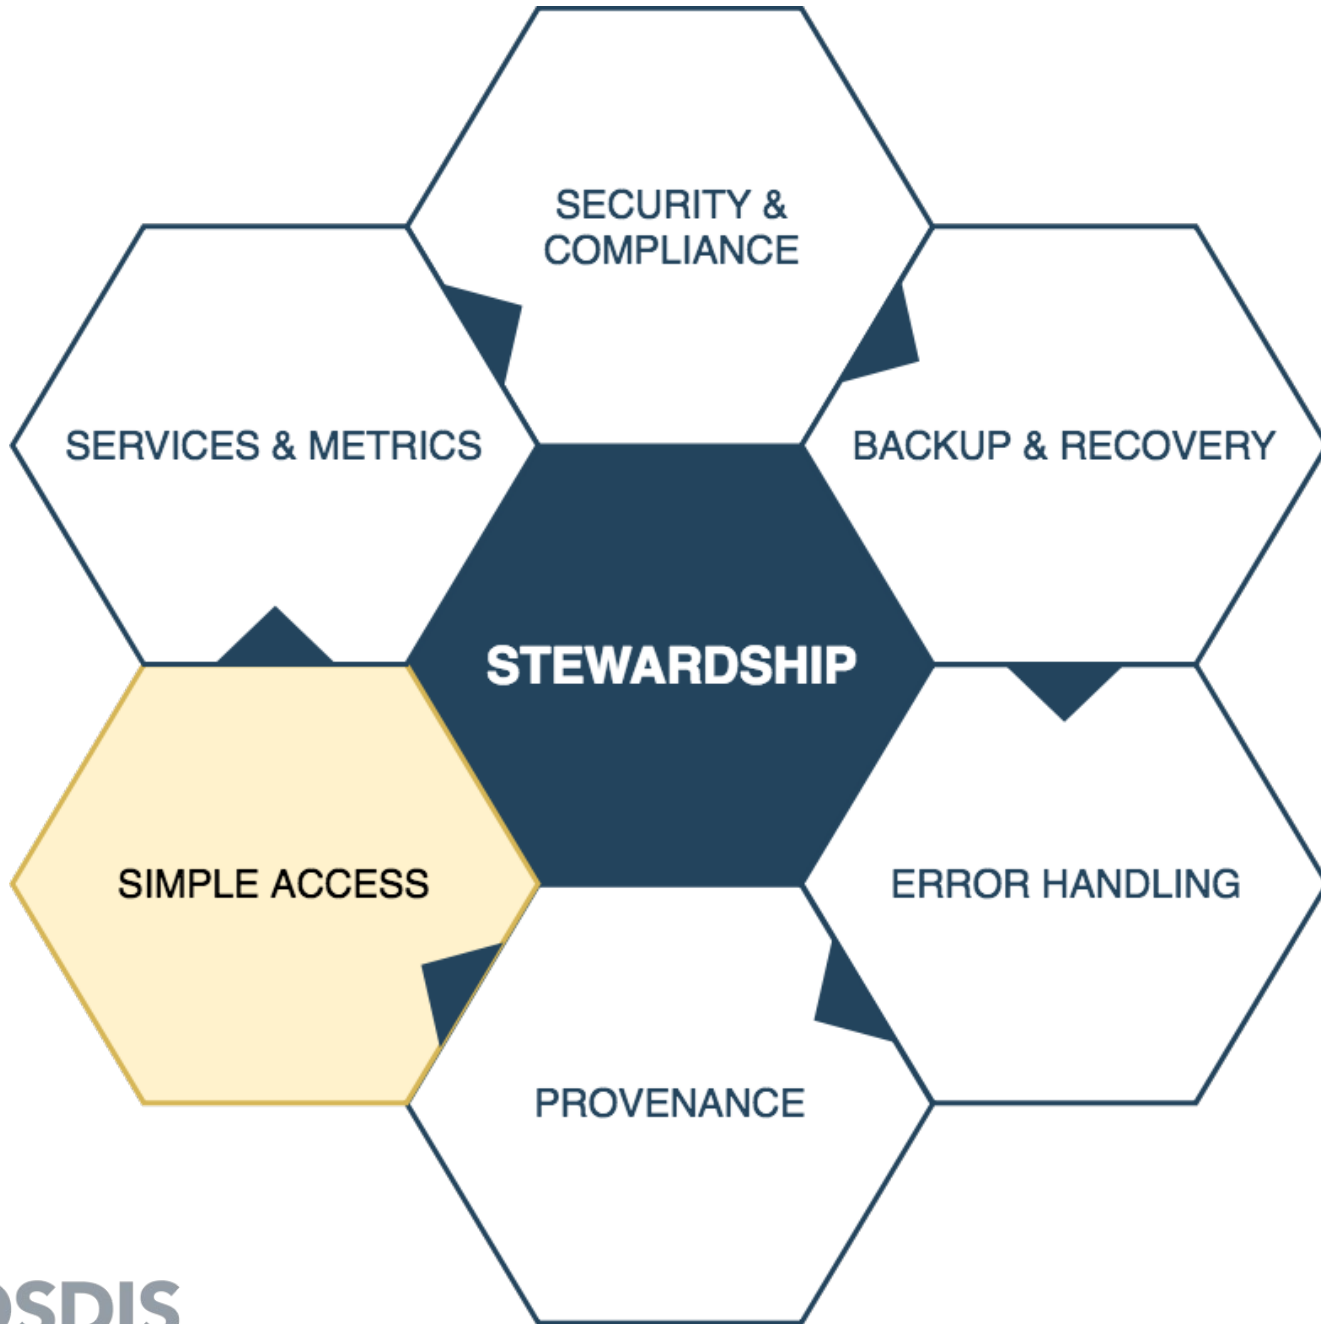 SECURITY &
COMPLIANCE
SERVICES & METRICS
BACKUP & RECOVERY
STEWARDSHIP
SIMPLE ACCESS
ERROR HANDLING
PROVENANCE